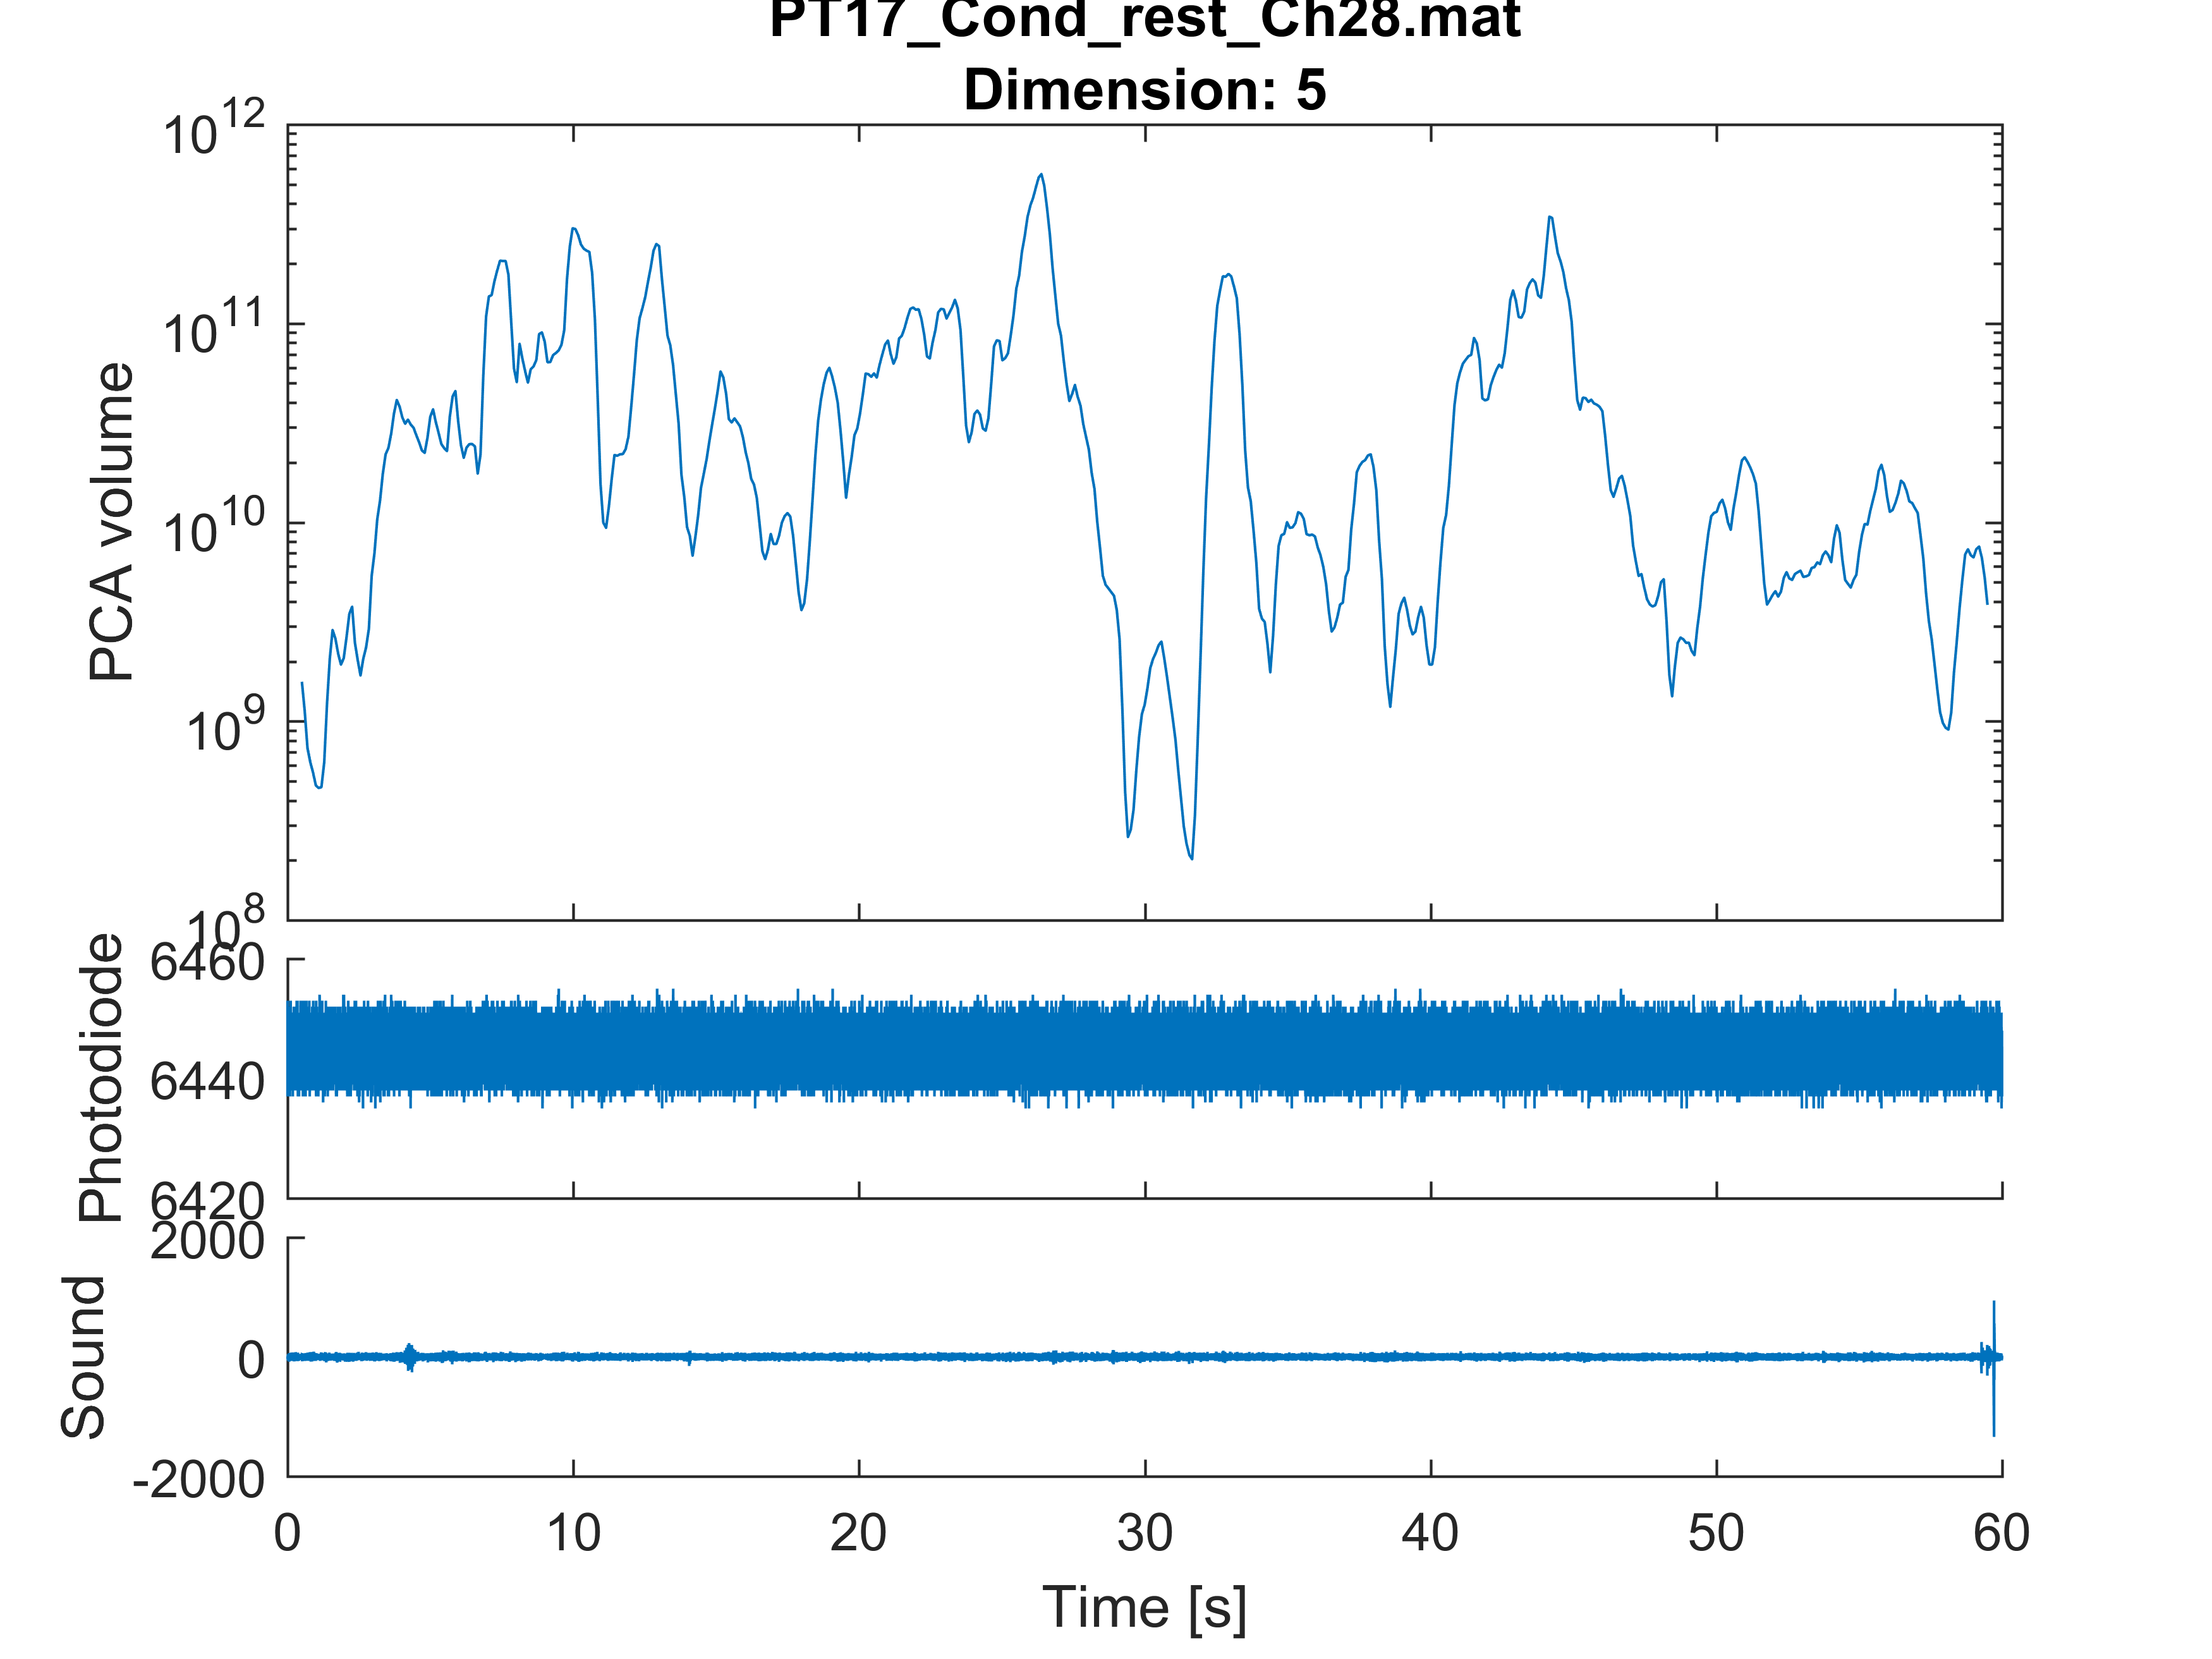 PT17_Cond_rest_Ch28.mat
Dimension: 5
PCA volume
10^12
10^11
10^10
10^9
10^8
Photodiode
6460
6440
6420
Sound
2000
0
-2000
0 10 20 30 40 50 60
Time [s]